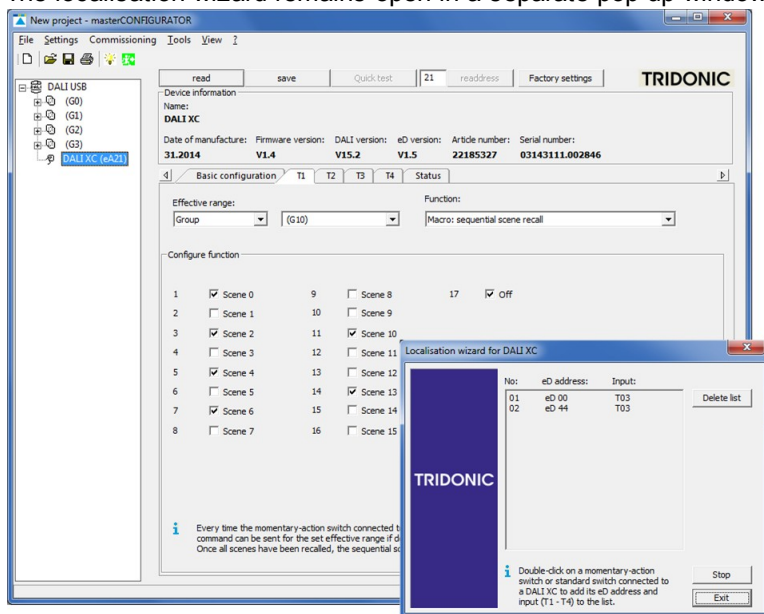 The localisation wizard remains open in a separate pop-up window
New project - masterCONFIGURATOR
File Settings Commissioning Tools View ?
read save Quick test 21 readdress Factory settings TRIDONIC
DALI USB
(G0)
(G1)
(G2)
(G3)
DALI XC (eA21)
Device information
Name:
DALI XC
Date of manufacture: Firmware version: DALI version: eD version: Article number: Serial number:
31.2014 V1.4 V15.2 V1.5 22185327 03143111.002846
Basic configuration T1 T2 T3 T4 Status
Effective range: Function:
Group (G10) Macro: sequential scene recall
Configure function
1 Scene 0 9 Scene 8 17 Off
2 Scene 1 10 Scene 9
3 Scene 2 11 Scene 10
4 Scene 3 12 Scene 11
5 Scene 4 13 Scene 12
6 Scene 5 14 Scene 13
7 Scene 6 15 Scene 14
8 Scene 7 16 Scene 15
Every time the momentary-action switch connected
command can be sent for the set effective range if
Once all scenes have been recalled, the sequential
Localisation wizard for DALI XC
No: eD address: Input:
01 eD 00 T03
02 eD 44 T03
Delete list
TRIDONIC
Double-click on a momentary-action
switch or standard switch connected to
a DALI XC to add its eD address and
input (T1 - T4) to the list.
Stop
Exit